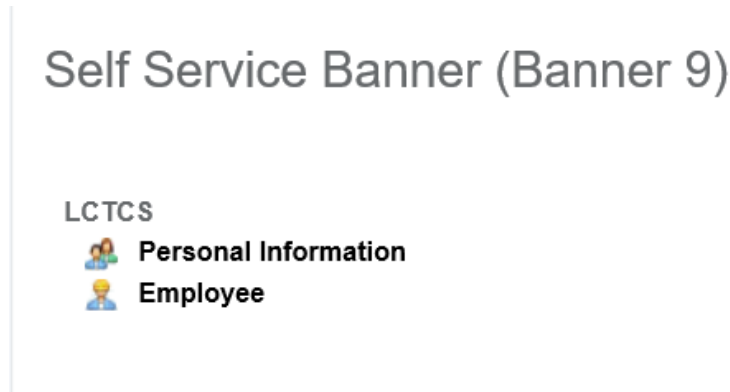 Self Service Banner (Banner 9)
LCTCS
Personal Information
Employee